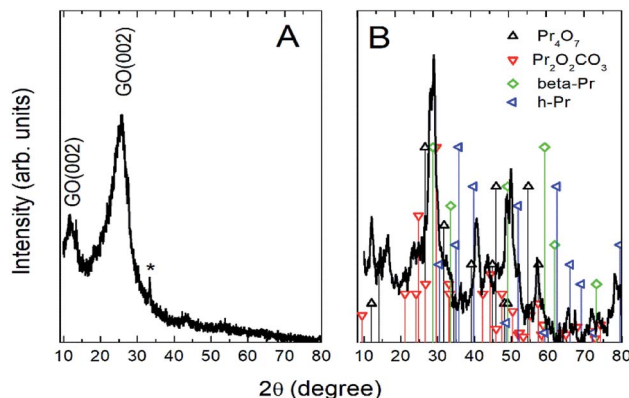 A
B
GO(002)
GO(002)
*
Pr₄O₇
Pr₂O₂CO₃
beta-Pr
h-Pr
Intensity (arb. units)
10 20 30 40 50 60 70 80
10 20 30 40 50 60 70 80
2θ (degree)